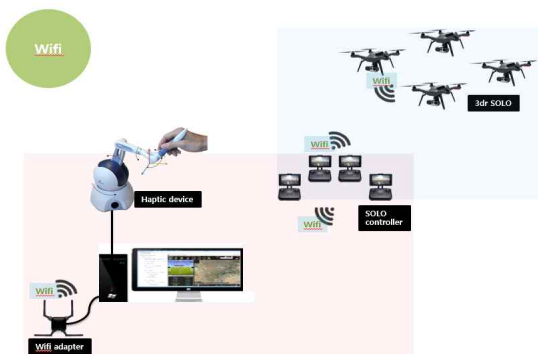 Wifi
Wifi
3dr SOLO
Wifi
Haptic device
SOLO
controller
Wifi
Wifi
Wifi adapter